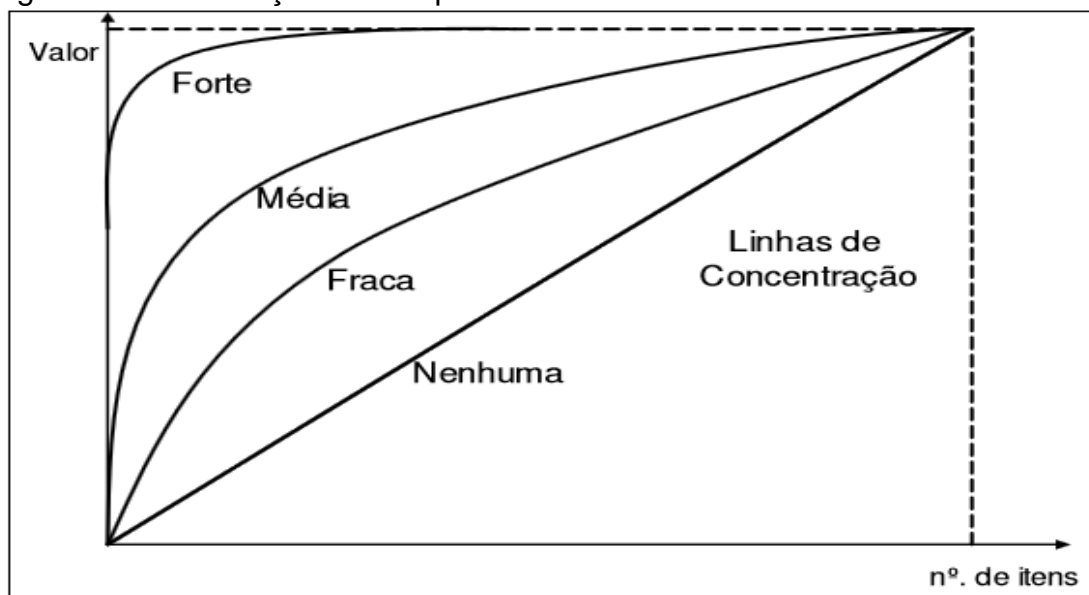 Valor
Forte
Média
Fraca
Linhas de
Concentração
Nenhuma
nº. de itens